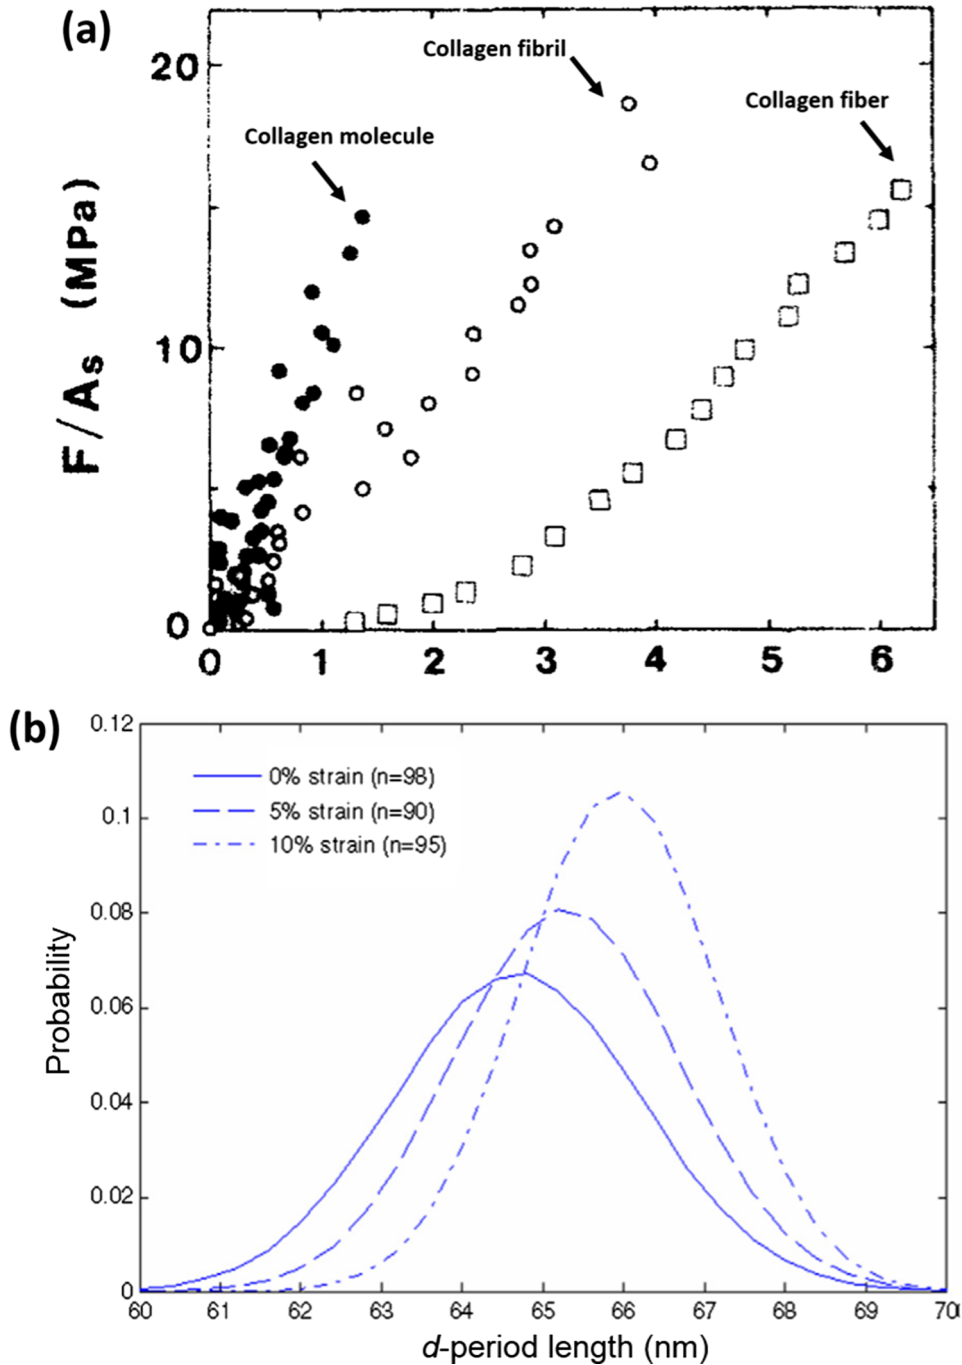 (a)
Collagen fibril
Collagen fiber
Collagen molecule
F/As (MPa)
20
10
0
0 1 2 3 4 5 6
(b)
0% strain (n=98)
5% strain (n=90)
10% strain (n=95)
Probability
0.12
0.1
0.08
0.06
0.04
0.02
0
60 61 62 63 64 65 66 67 68 69 70
d-period length (nm)